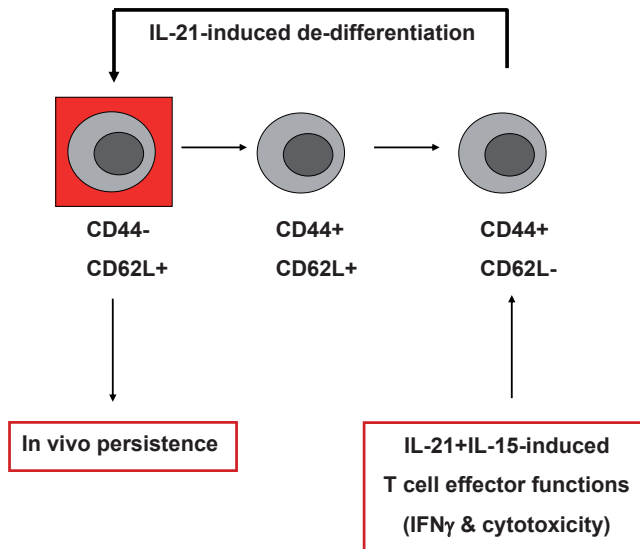 IL-21-induced de-differentiation
CD44-
CD62L+
CD44+
CD62L+
CD44+
CD62L-
In vivo persistence
IL-21+IL-15-induced
T cell effector functions
(IFNγ & cytotoxicity)